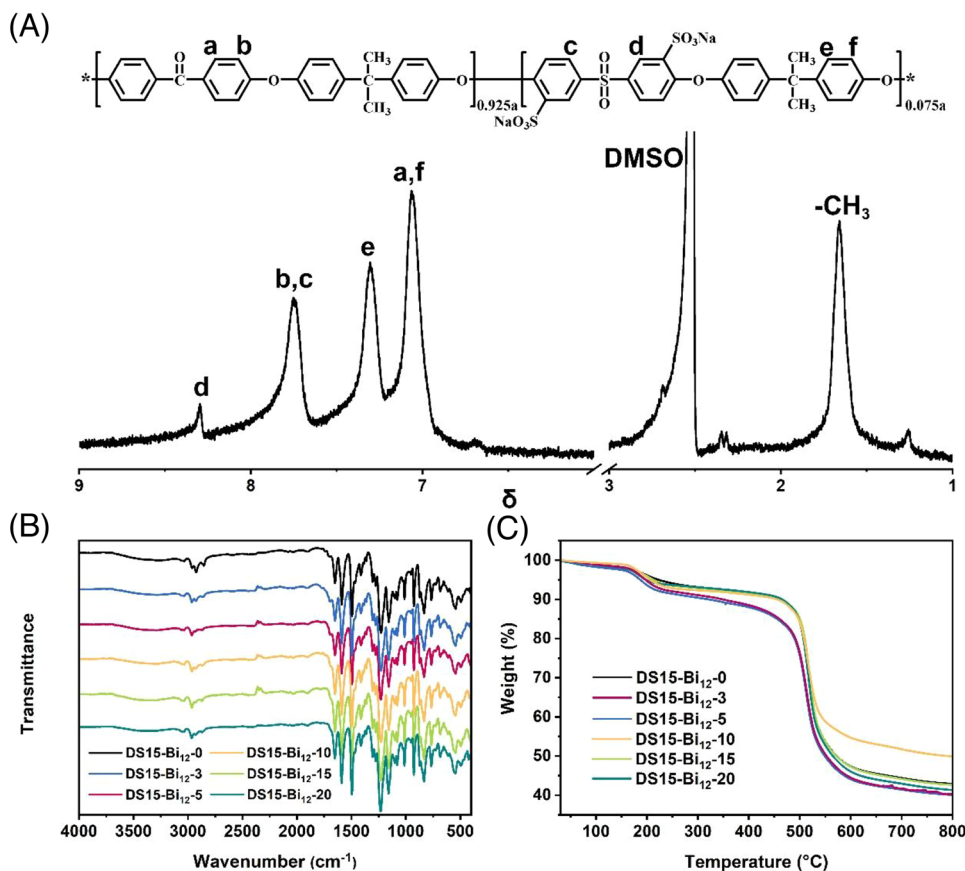 (A)
a b c d SO₃Na e f
O CH₃ O CH₃
* C O C O S O C O *
CH₃ O CH₃
0.925a NaO₃S 0.075a
DMSO
a,f
-CH₃
e
b,c
d
9 8 7 3 2 1
δ
(B)
Transmittance
DS15-Bi₁₂-0 DS15-Bi₁₂-10
DS15-Bi₁₂-3 DS15-Bi₁₂-15
DS15-Bi₁₂-5 DS15-Bi₁₂-20
4000 3500 3000 2500 2000 1500 1000 500
Wavenumber (cm⁻¹)
(C)
Weight (%)
100
90
80
70
60
50
40
DS15-Bi₁₂-0
DS15-Bi₁₂-3
DS15-Bi₁₂-5
DS15-Bi₁₂-10
DS15-Bi₁₂-15
DS15-Bi₁₂-20
100 200 300 400 500 600 700 800
Temperature (°C)